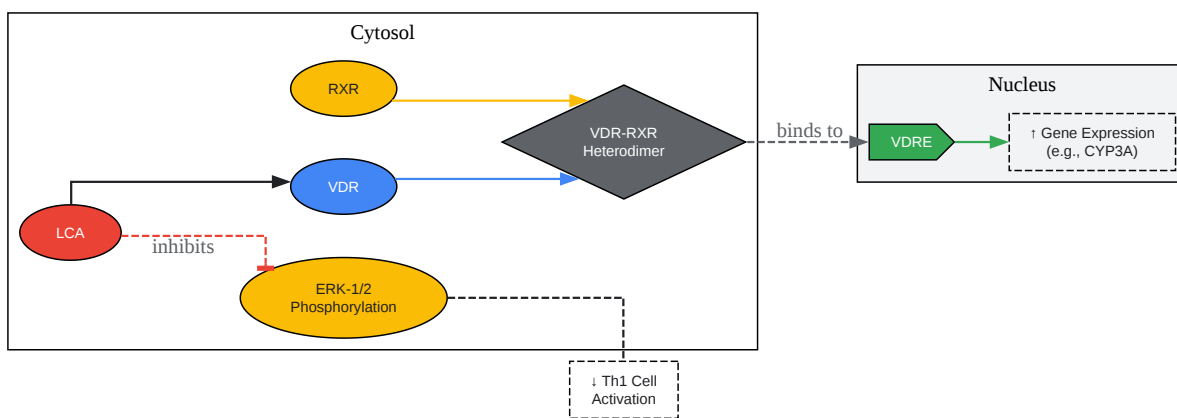 Cytosol
RXR
VDR-RXR
Heterodimer
VDR
LCA
inhibits
ERK-1/2
Phosphorylation
↓ Th1 Cell
Activation
binds to
Nucleus
VDRE
↑ Gene Expression
(e.g., CYP3A)